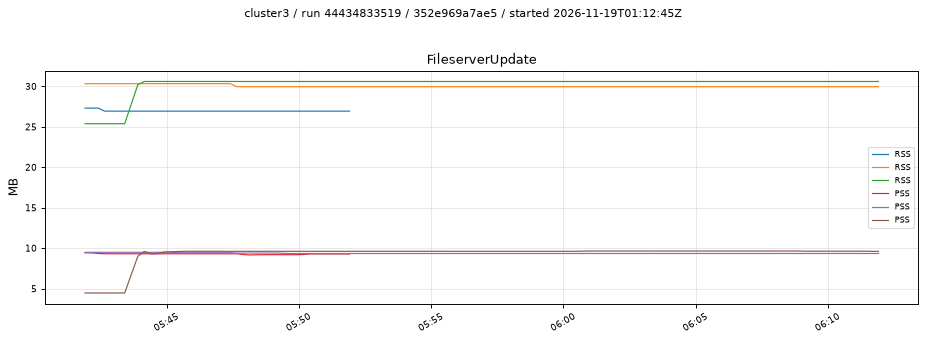 cluster3 / run 44434833519 / 352e969a7ae5 / started 2026-11-19T01:12:45Z
FileserverUpdate
MB
30
25
20
15
10
5
RSS
RSS
RSS
PSS
PSS
PSS
05:45
05:50
05:55
06:00
06:05
06:10